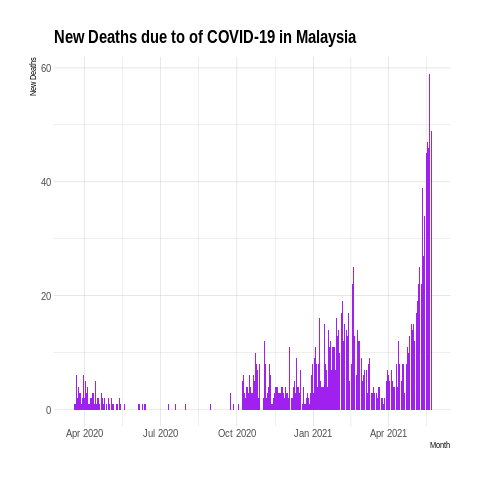 New Deaths due to of COVID-19 in Malaysia
New Deaths
60
40
20
0
Apr 2020 Jul 2020 Oct 2020 Jan 2021 Apr 2021
Month